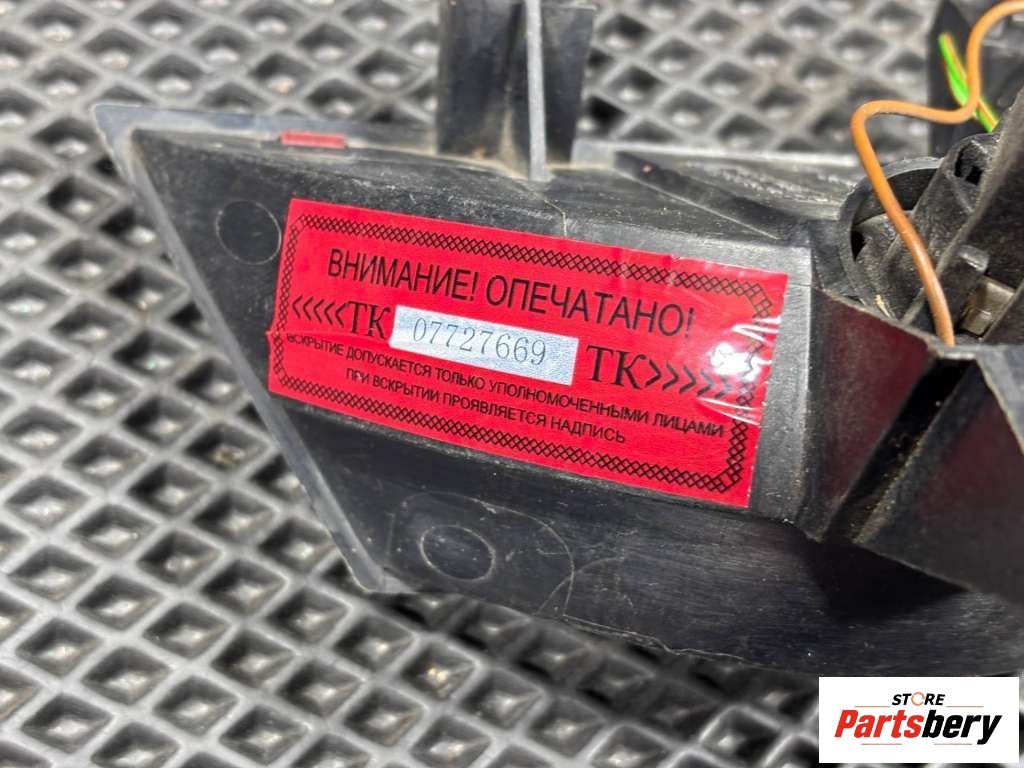 ВНИМАНИЕ! ОПЕЧАТАНО!
<<<<<ТК 07727669 ТК>>>>>
ВСКРЫТИЕ ДОПУСКАЕТСЯ ТОЛЬКО УПОЛНОМОЧЕННЫМИ ЛИЦАМИ
ПРИ ВСКРЫТИИ ПРОЯВЛЯЕТСЯ НАДПИСЬ
STORE
Partsbery